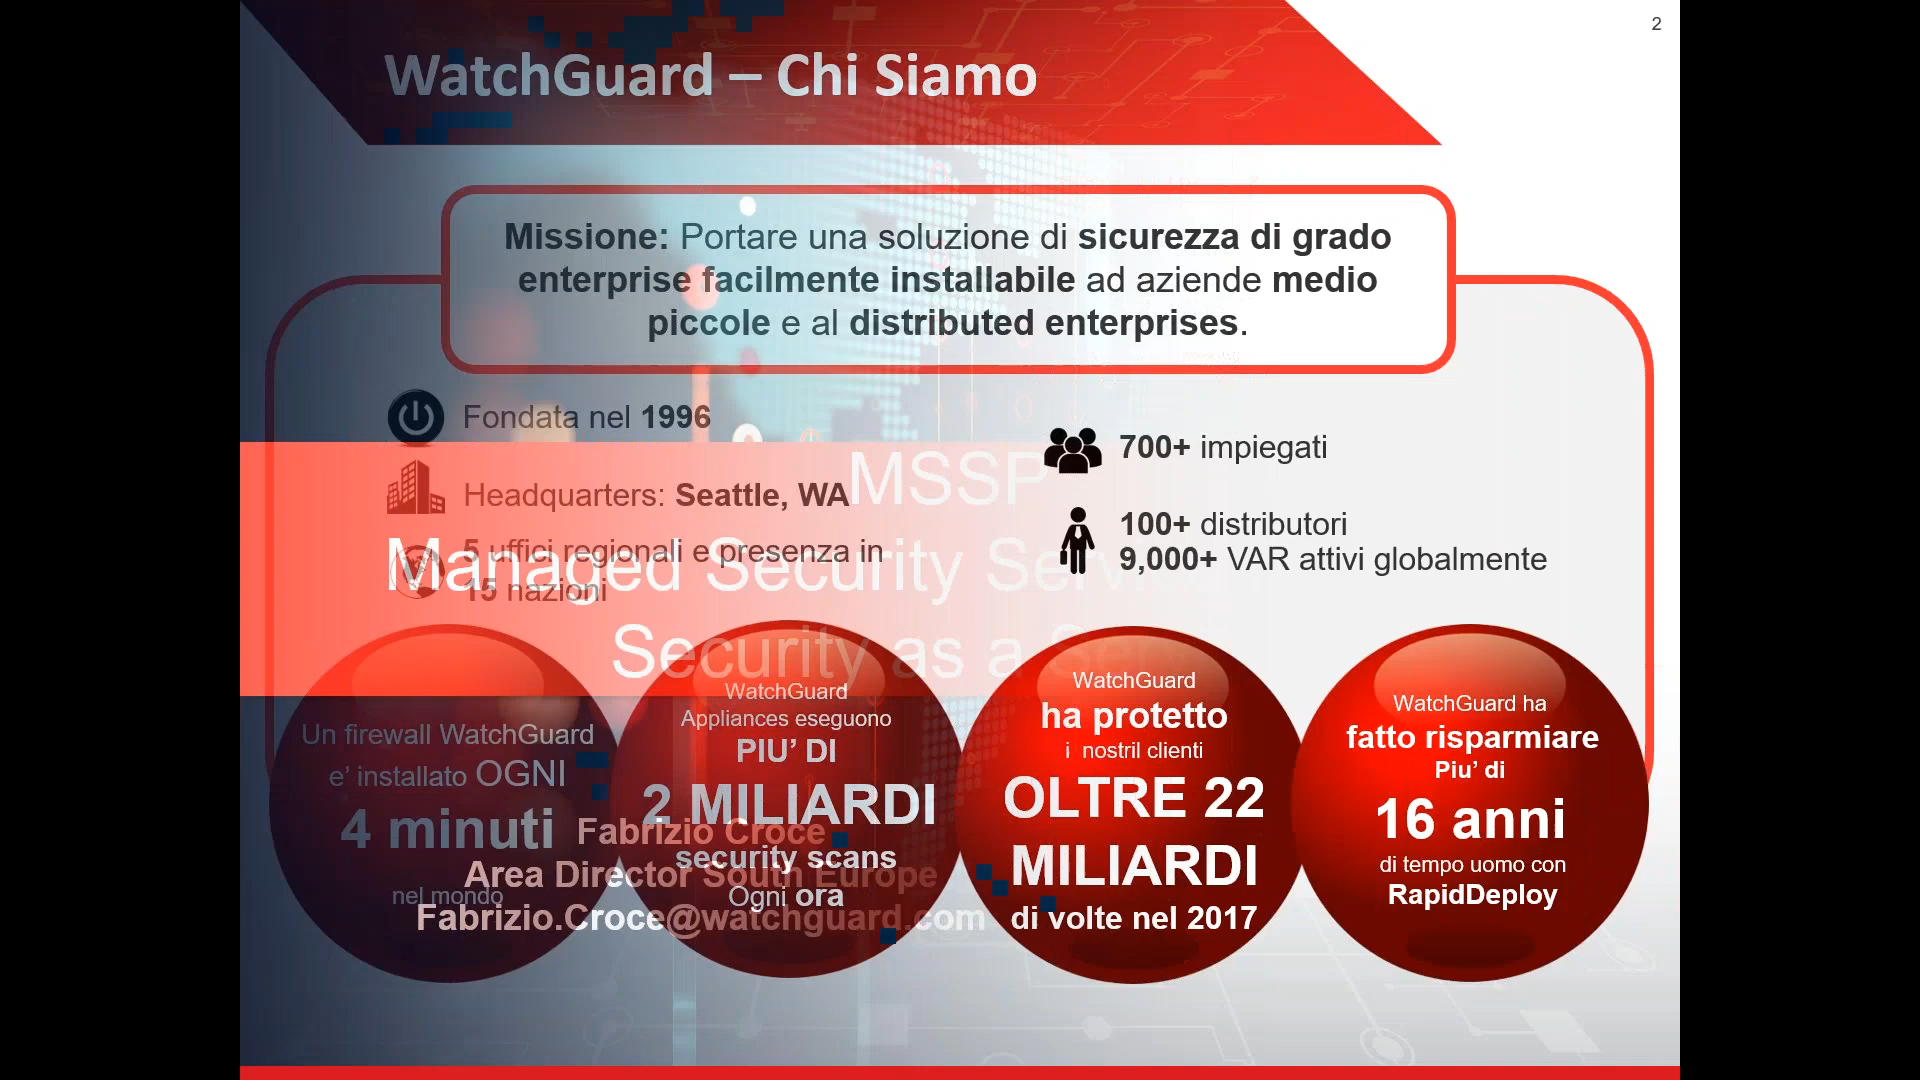 2
WatchGuard – Chi Siamo
Missione: Portare una soluzione di sicurezza di grado
enterprise facilmente installabile ad aziende medio
piccole e al distributed enterprises.
Fondata nel 1996
Headquarters: Seattle, WA
5 uffici regionali e presenza in
15 nazioni
700+ impiegati
100+ distributori
9,000+ VAR attivi globalmente
MSSP
Managed Security
Security as a
Un firewall WatchGuard
e’ installato OGNI
4 minuti
nel mondo
WatchGuard
Appliances eseguono
PIU’ DI
2 MILIARDI
security scans
Ogni ora
WatchGuard
ha protetto
i nostril clienti
OLTRE 22
MILIARDI
di volte nel 2017
WatchGuard ha
fatto risparmiare
Piu’ di
16 anni
di tempo uomo con
RapidDeploy
Fabrizio Croce
Area Director South Europe
Fabrizio.Croce@watchguard.com